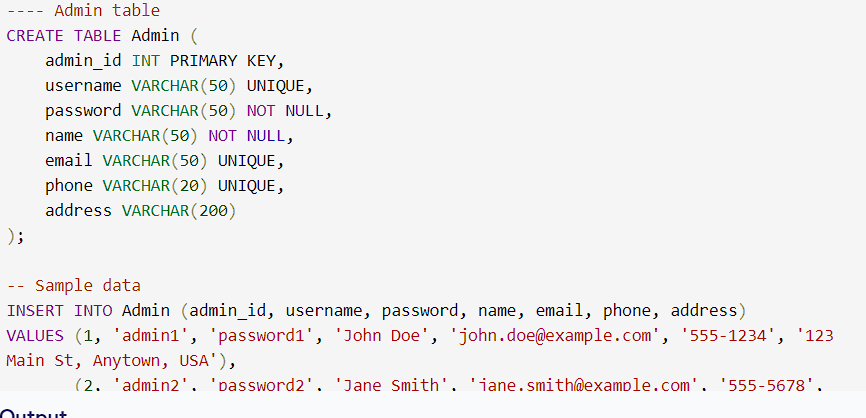 ---- Admin table
CREATE TABLE Admin (
    admin_id INT PRIMARY KEY,
    username VARCHAR(50) UNIQUE,
    password VARCHAR(50) NOT NULL,
    name VARCHAR(50) NOT NULL,
    email VARCHAR(50) UNIQUE,
    phone VARCHAR(20) UNIQUE,
    address VARCHAR(200)
);
-- Sample data
INSERT INTO Admin (admin_id, username, password, name, email, phone, address)
VALUES (1, 'admin1', 'password1', 'John Doe', 'john.doe@example.com', '555-1234', '123
Main St, Anytown, USA'),
       (2, 'admin2', 'password2', 'Jane Smith', 'jane.smith@example.com', '555-5678',
Output